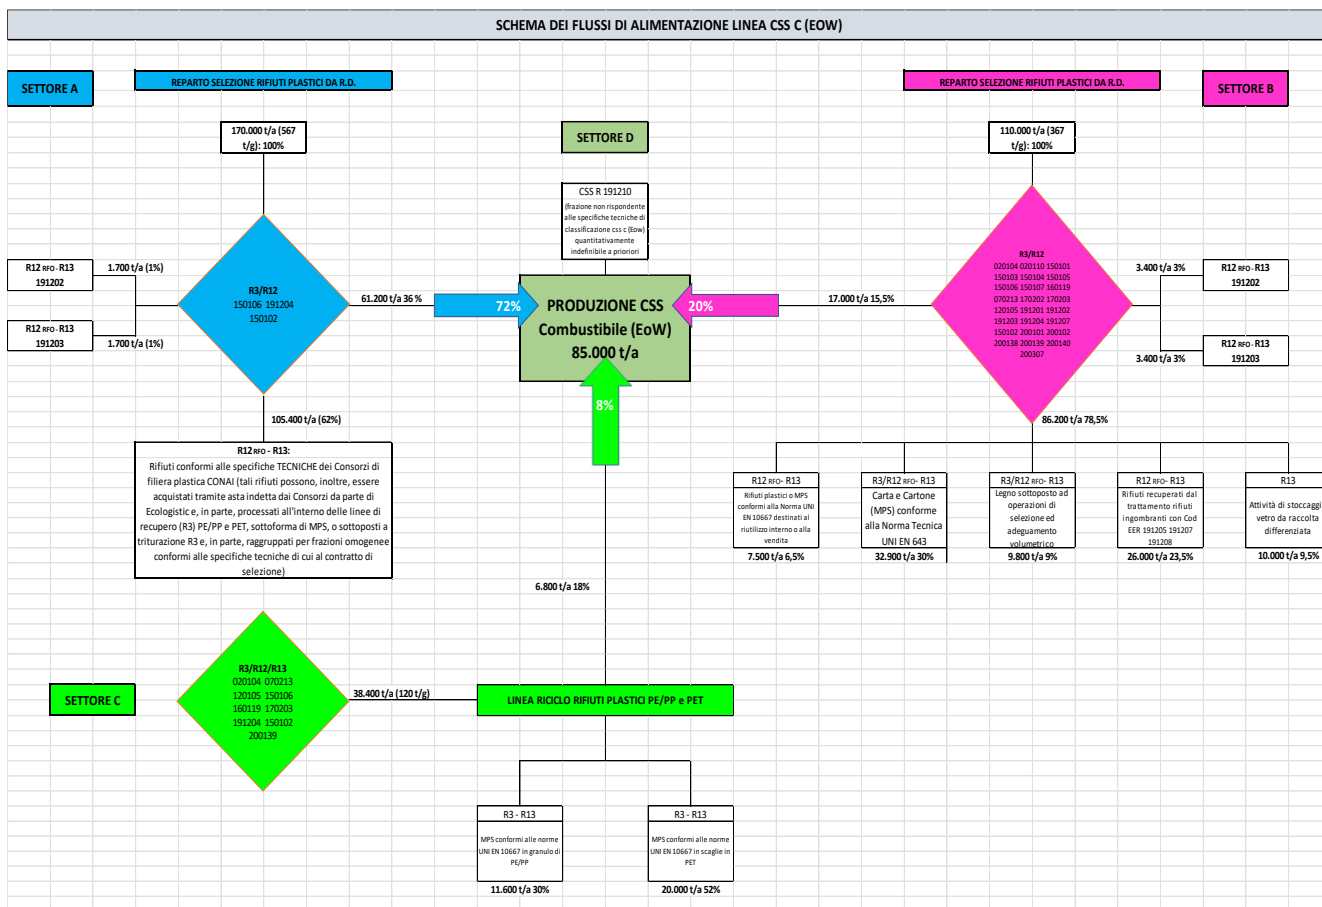 SCHEMA DEI FLUSSI DI ALIMENTAZIONE LINEA CSS C (EOW)
SETTORE A
REPARTO SELEZIONE RIFIUTI PLASTICI DA R.D.
REPARTO SELEZIONE RIFIUTI PLASTICI DA R.D.
SETTORE B
170.000 t/a (567
t/g): 100%
SETTORE D
110.000 t/a (367
t/g): 100%
CSS R 191210
(frazione non rispondente
alle specifiche tecniche di
classificazione css c (Eow)
quantitativamente
indefinibile a priori
R12 RFO - R13
191202
1.700 t/a (1%)
R12 RFO - R13
191203
1.700 t/a (1%)
R3/R12
150106 191204
150102
61.200 t/a 36 %
72%
PRODUZIONE CSS
Combustibile (EoW)
85.000 t/a
20%
17.000 t/a 15,5%
R3/R12
020104 020110 150101
150103 150104 150105
150106 150107 160119
070213 170202 170203
120105 191201 191202
191203 191204 191207
150102 200101 200102
200138 200139 200140
200307
3.400 t/a 3%
R12 RFO - R13
191202
3.400 t/a 3%
R12 RFO - R13
191203
8%
105.400 t/a (62%)
86.200 t/a 78,5%
R12 RFO - R13:
Rifiuti conformi alle specifiche TECNICHE dei Consorzi di
filiera plastica CONAI (tali rifiuti possono, inoltre, essere
acquistati tramite asta indetta dai Consorzi da parte di
Ecologistic e, in parte, processati all'interno delle linee di
recupero (R3) PE/PP e PET, sottoforma di MPS, o sottoposti a
triturazione R3 e, in parte, raggruppati per frazioni omogenee
conformi alle specifiche tecniche di cui al contratto di
selezione)
R12 RFO- R13
Rifiuti plastici o MPS
conformi alla Norma UNI
EN 10667 destinati al
riutilizzo interno o alla
vendita
7.500 t/a 6,5%
R3/R12 RFO- R13
Carta e Cartone
(MPS) conforme
alla Norma Tecnica
UNI EN 643
32.900 t/a 30%
R3/R12 RFO- R13
Legno sottoposto ad
operazioni di
selezione ed
adeguamento
volumetrico
9.800 t/a 9%
R12 RFO- R13
Rifiuti recuperati dal
trattamento rifiuti
ingombranti con Cod
EER 191205 191207
191208
26.000 t/a 23,5%
R13
Attività di stoccaggio
vetro da raccolta
differenziata
10.000 t/a 9,5%
6.800 t/a 18%
SETTORE C
R3/R12/R13
020104 070213
120105 150106
160119 170203
191204 150102
200139
38.400 t/a (120 t/g)
LINEA RICICLO RIFIUTI PLASTICI PE/PP e PET
R3 - R13
MPS conformi alle norme
UNI EN 10667 in granulo di
PE/PP
11.600 t/a 30%
R3 - R13
MPS conformi alle norme
UNI EN 10667 in scaglie in
PET
20.000 t/a 52%